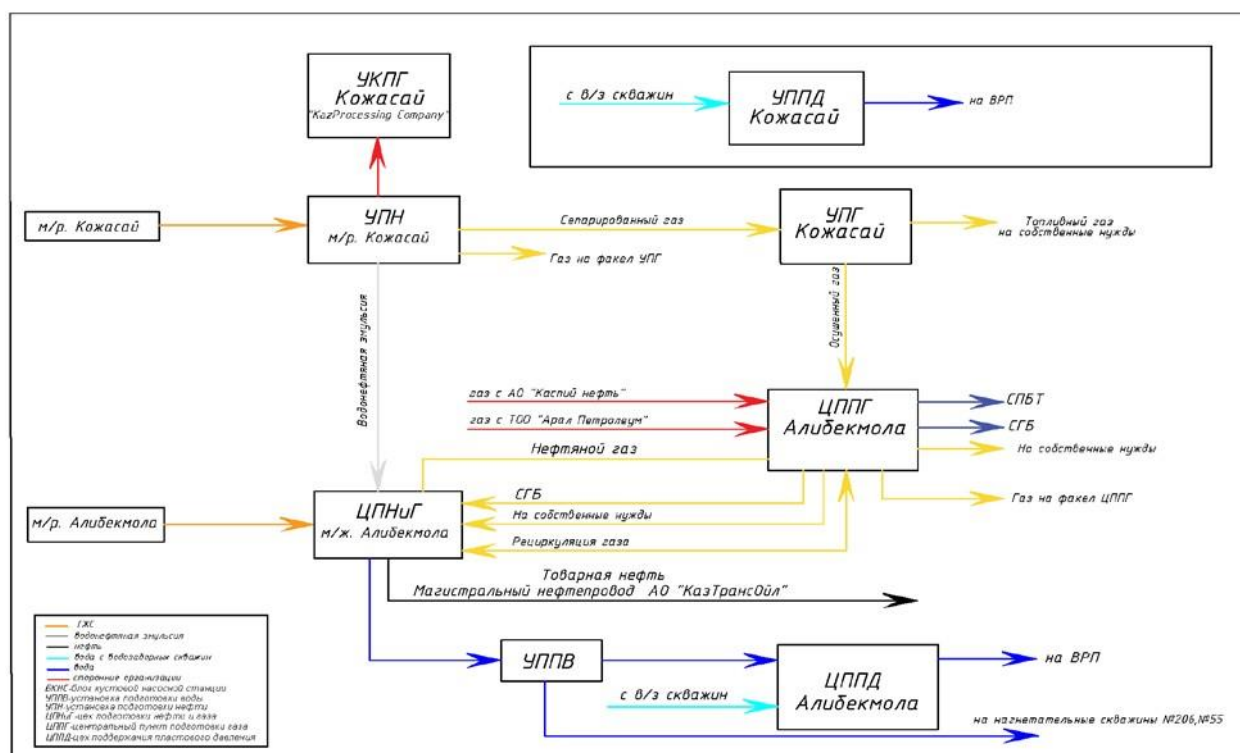 УКПГ
Кожасай
"KazProcessing Company"
с в/з скважин
УППД
Кожасай
на ВРП
м/р. Кожасай
УПН
м/р. Кожасай
Сепарированный газ
Газ на факел УПГ
УПГ
Кожасай
Топливный газ
на собственные нужды
Водонефтяная эмульсия
Осушенный газ
газ с АО "Каспий нефть"
газ с ТОО "Арал Петролеум"
Нефтяной газ
ЦППГ
Алибекмола
СПБТ
СГБ
На собственные нужды
Газ на факел ЦППГ
м/р. Алибекмола
ЦПНиГ
м/ж. Алибекмола
СГБ
На собственные нужды
Рециркуляция газа
Товарная нефть
Магистральный нефтепровод АО "КазТрансОйл"
УППВ
с в/з скважин
ЦППД
Алибекмола
на ВРП
на нагнетательные скважины №206,№55
ГЖС
водонефтяная эмульсия
нефть
вода с водозаборных скважин
вода
сторонние организации
БКНС-блок кустовой насосной станции
УППВ-установка подготовки воды
УПН-установка подготовки нефти
ЦПНиГ-цех подготовки нефти и газа
ЦППГ-центральный пункт подготовки газа
ЦППД-цех поддержания пластового давления